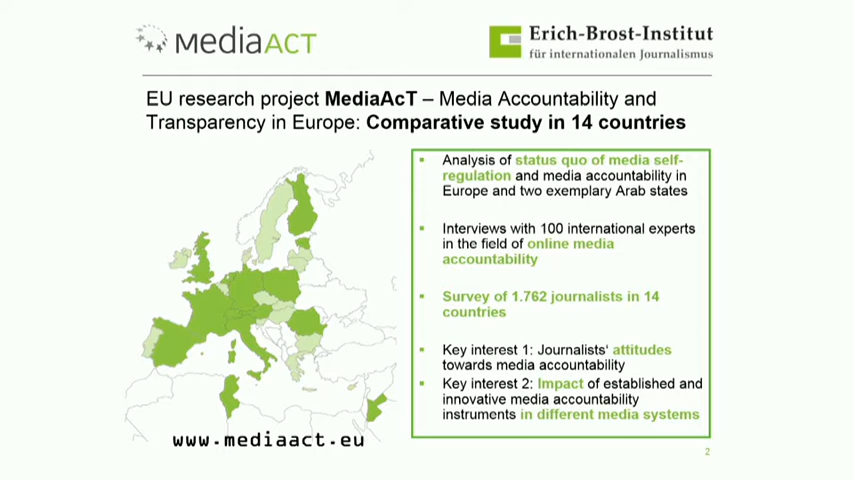 MediaACT
Erich-Brost-Institut
für internationalen Journalismus
EU research project MediaAcT – Media Accountability and
Transparency in Europe: Comparative study in 14 countries
Analysis of status quo of media self-
regulation and media accountability in
Europe and two exemplary Arab states
Interviews with 100 international experts
in the field of online media
accountability
Survey of 1.762 journalists in 14
countries
Key interest 1: Journalists' attitudes
towards media accountability
Key interest 2: Impact of established and
innovative media accountability
instruments in different media systems
www.mediaact.eu
2